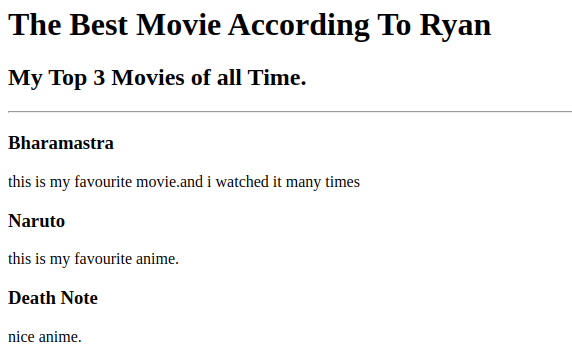 The Best Movie According To Ryan
My Top 3 Movies of all Time.
Bharamastra
this is my favourite movie.and i watched it many times
Naruto
this is my favourite anime.
Death Note
nice anime.